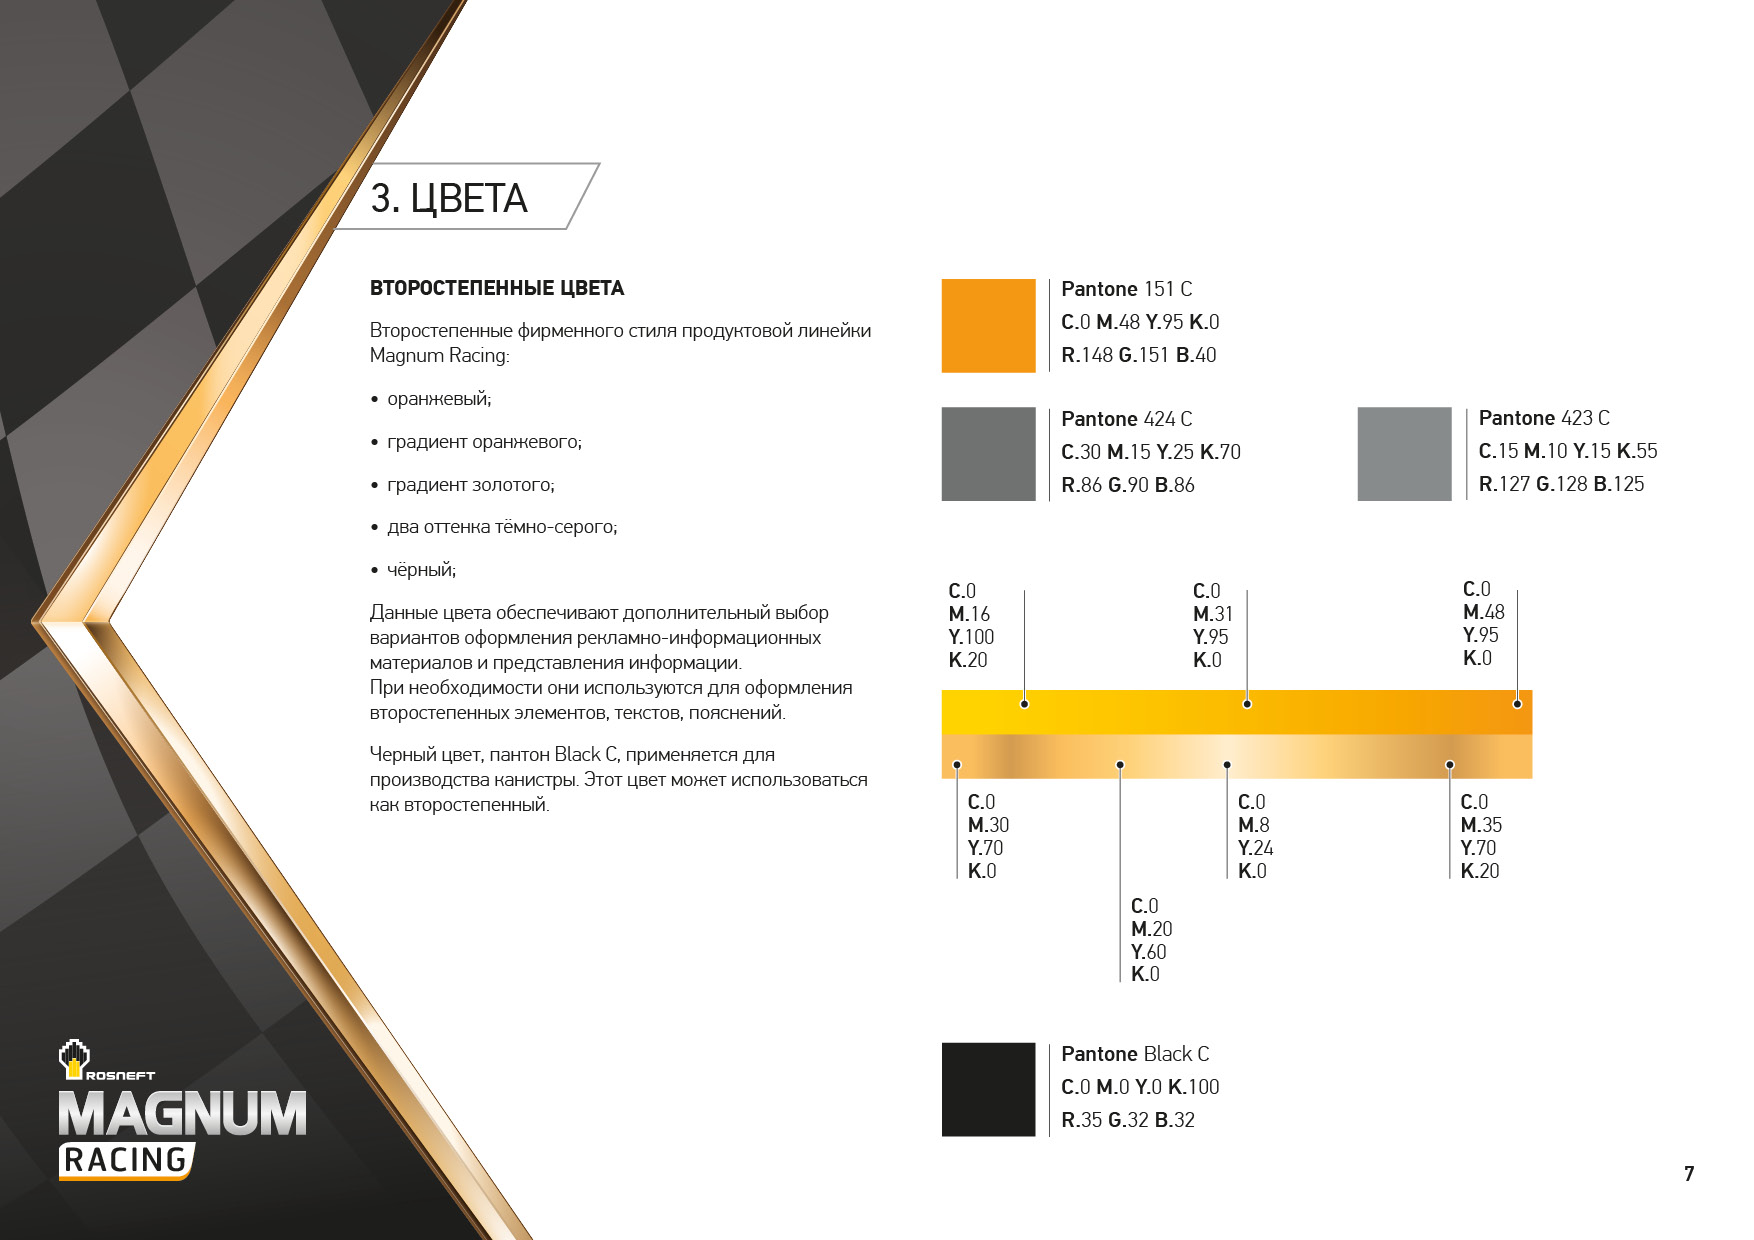 3. ЦВЕТА
ВТОРОСТЕПЕННЫЕ ЦВЕТА
Второстепенные фирменного стиля продуктовой линейки
Magnum Racing:
• оранжевый;
• градиент оранжевого;
• градиент золотого;
• два оттенка тёмно-серого;
• чёрный;
Данные цвета обеспечивают дополнительный выбор
вариантов оформления рекламно-информационных
материалов и представления информации.
При необходимости они используются для оформления
второстепенных элементов, текстов, пояснений.
Черный цвет, пантон Black C, применяется для
производства канистры. Этот цвет может использоваться
как второстепенный.
Pantone 151 C
C.0 M.48 Y.95 K.0
R.148 G.151 B.40
Pantone 424 C
C.30 M.15 Y.25 K.70
R.86 G.90 B.86
Pantone 423 C
C.15 M.10 Y.15 K.55
R.127 G.128 B.125
C.0
M.16
Y.100
K.20
C.0
M.31
Y.95
K.0
C.0
M.48
Y.95
K.0
C.0
M.30
Y.70
K.0
C.0
M.20
Y.60
K.0
C.0
M.8
Y.24
K.0
C.0
M.35
Y.70
K.20
Pantone Black C
C.0 M.0 Y.0 K.100
R.35 G.32 B.32
ROSNEFT
MAGNUM
RACING
7